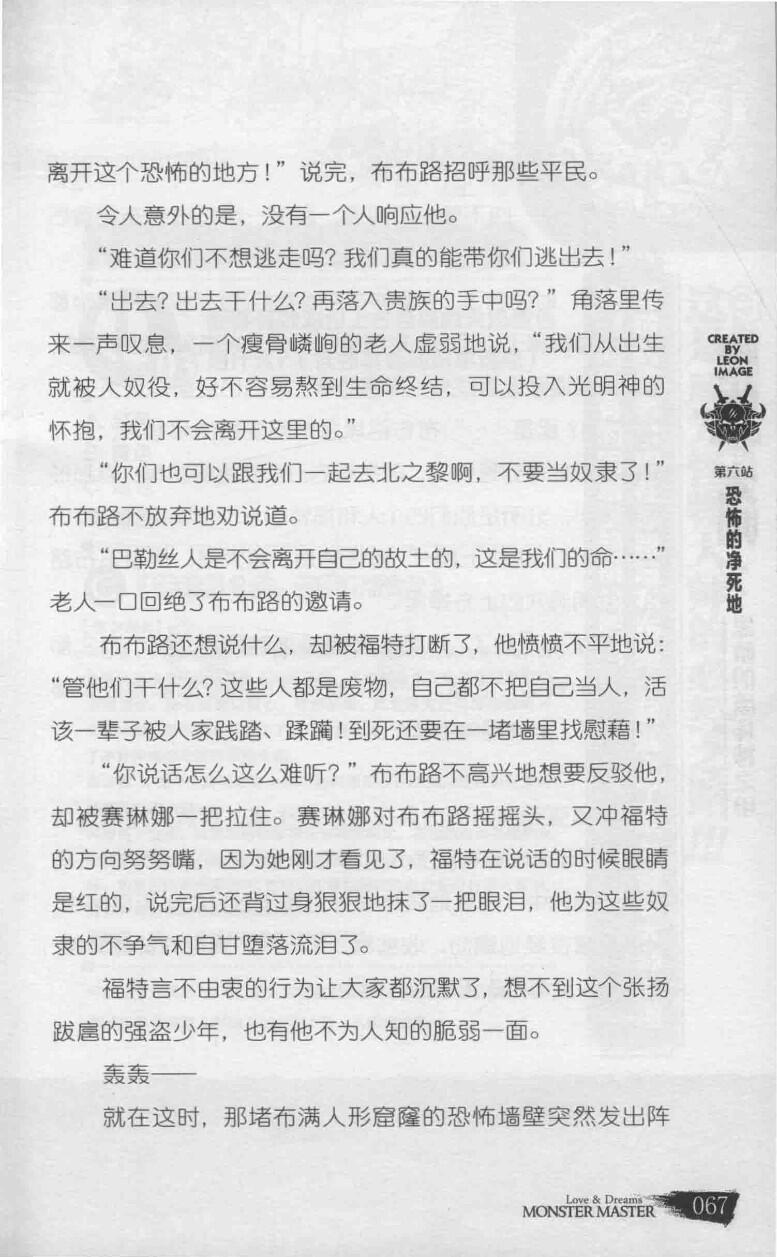 离开这个恐怖的地方！”说完，布布路招呼那些平民。
令人意外的是，没有一个人响应他。
“难道你们不想逃走吗？我们真的能带你们逃出去！”
“出去？出去干什么？再落入贵族的手中吗？”角落里传
来一声叹息，一个瘦骨嶙峋的老人虚弱地说，“我们从出生
就被人奴役，好不容易熬到生命终结，可以投入光明神的
怀抱，我们不会离开这里的。”
“你们也可以跟我们一起去北之黎啊，不要当奴隶了！”
布布路不放弃地劝说道。
“巴勒丝人是不会离开自己的故土的，这是我们的命……”
老人一口回绝了布布路的邀请。
布布路还想说什么，却被福特打断了，他愤愤不平地说：
“管他们干什么？这些人都是废物，自己都不把自己当人，活
该一辈子被人家践踏、蹂躏！到死还要在一堵墙里找慰藉！”
“你说话怎么这么难听？”布布路不高兴地想要反驳他，
却被赛琳娜一把拉住。赛琳娜对布布路摇摇头，又冲福特
的方向努努嘴，因为她刚才看见了，福特在说话的时候眼睛
是红的，说完后还背过身狠狠地抹了一把眼泪，他为这些奴
隶的不争气和自甘堕落流泪了。
福特言不由衷的行为让大家都沉默了，想不到这个张扬
跋扈的强盗少年，也有他不为人知的脆弱一面。
轰轰——
就在这时，那堵布满人形窟窿的恐怖墙壁突然发出阵
CREATED
BY
LEON
IMAGE
第六站
恐怖的净死地
Love & Dreams
MONSTER MASTER
067